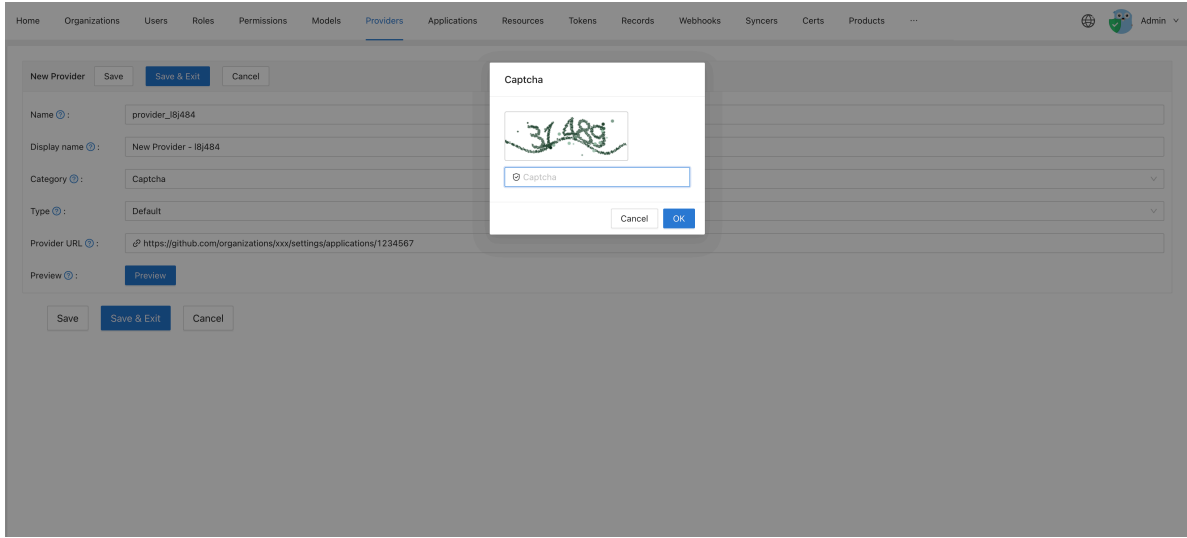 Home Organizations Users Roles Permissions Models Providers Applications Resources Tokens Records Webhooks Syncers Certs Products ··· Admin
New Provider Save Save & Exit Cancel
Captcha
Name : provider_l8j484
31489
Display name : New Provider - l8j484
Category : Captcha
Captcha
Type : Default
Cancel OK
Provider URL : https://github.com/organizations/xxx/settings/applications/1234567
Preview : Preview
Save Save & Exit Cancel